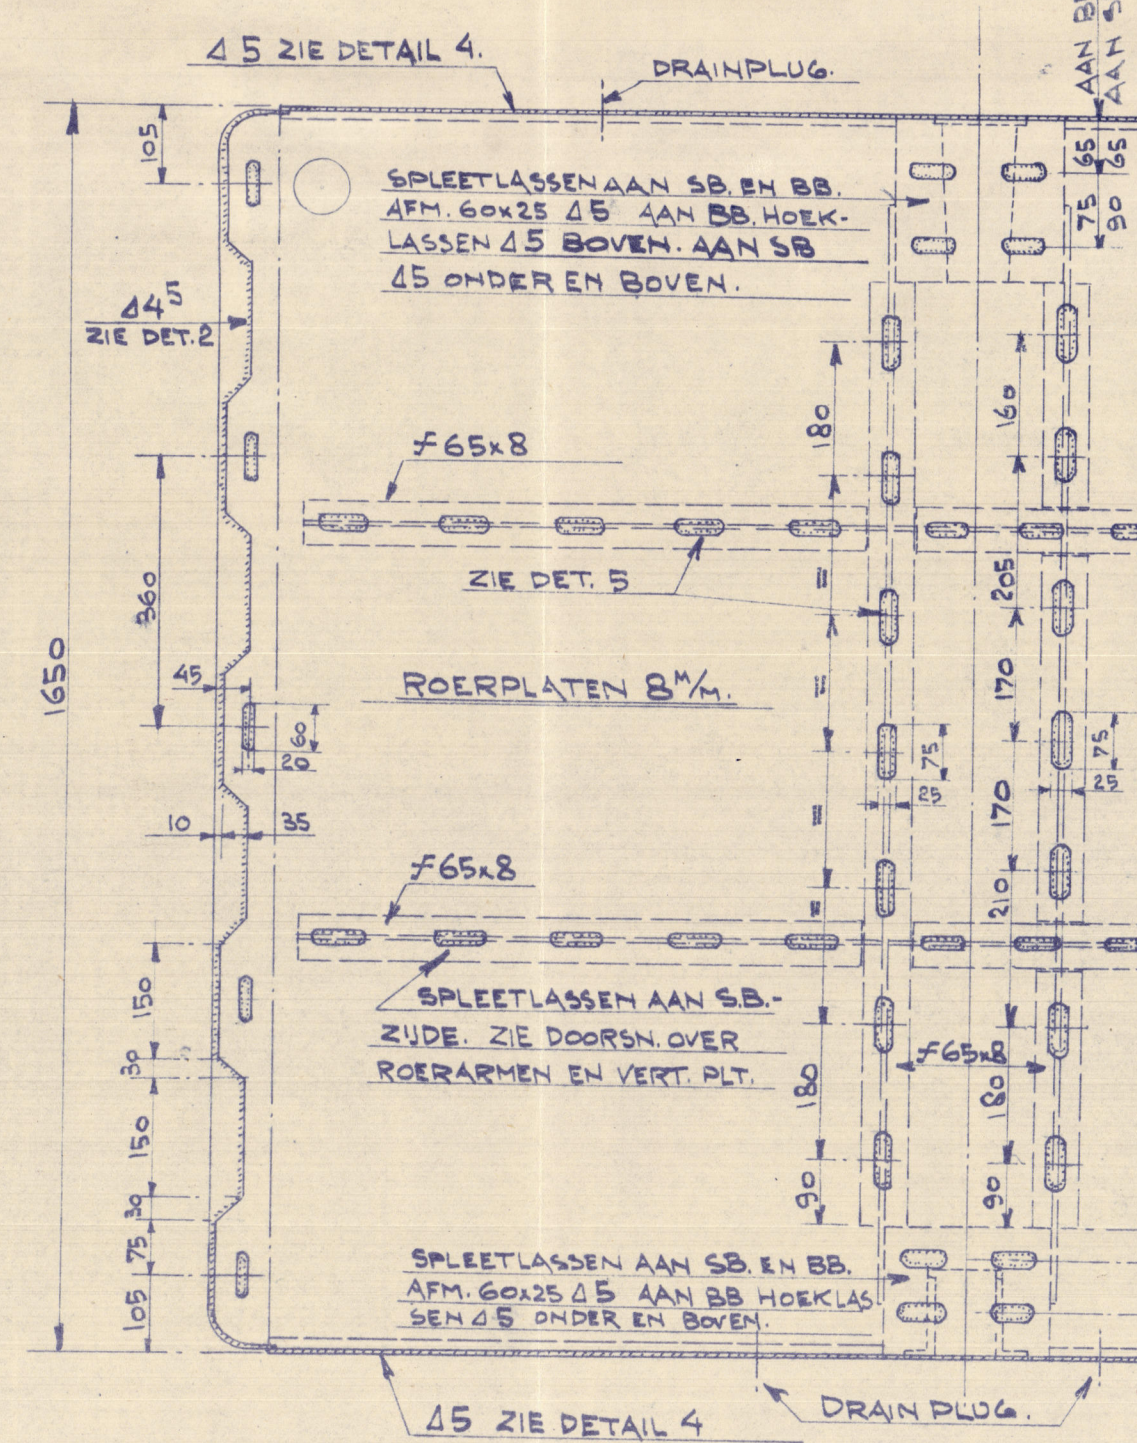 Δ 5 ZIE DETAIL 4.
DRAINPLUG.
AAN
AAN
105
65
65
75
90
SPLEETLASSEN AAN SB. EN BB.
AFM. 60x25 Δ5 AAN BB. HOEK-
LASSEN Δ5 BOVEN. AAN SB
Δ5 ONDER EN BOVEN.
Δ4⁵
ZIE DET.2
180
160
65x8
ZIE DET. 5
=
205
360
1650
45
ROERPLATEN 8 M/M.
=
170
60
20
75
25
75
25
10
35
=
170
65x8
=
210
SPLEETLASSEN AAN S.B.-
ZIJDE. ZIE DOORSN. OVER
ROERARMEN EN VERT. PLT.
150
30
150
30
75
105
65x8
180
180
90
90
SPLEETLASSEN AAN SB. EN BB.
AFM. 60x25 Δ5 AAN BB HOEKLAS
SEN Δ5 ONDER EN BOVEN.
Δ5 ZIE DETAIL 4
DRAIN PLUG.